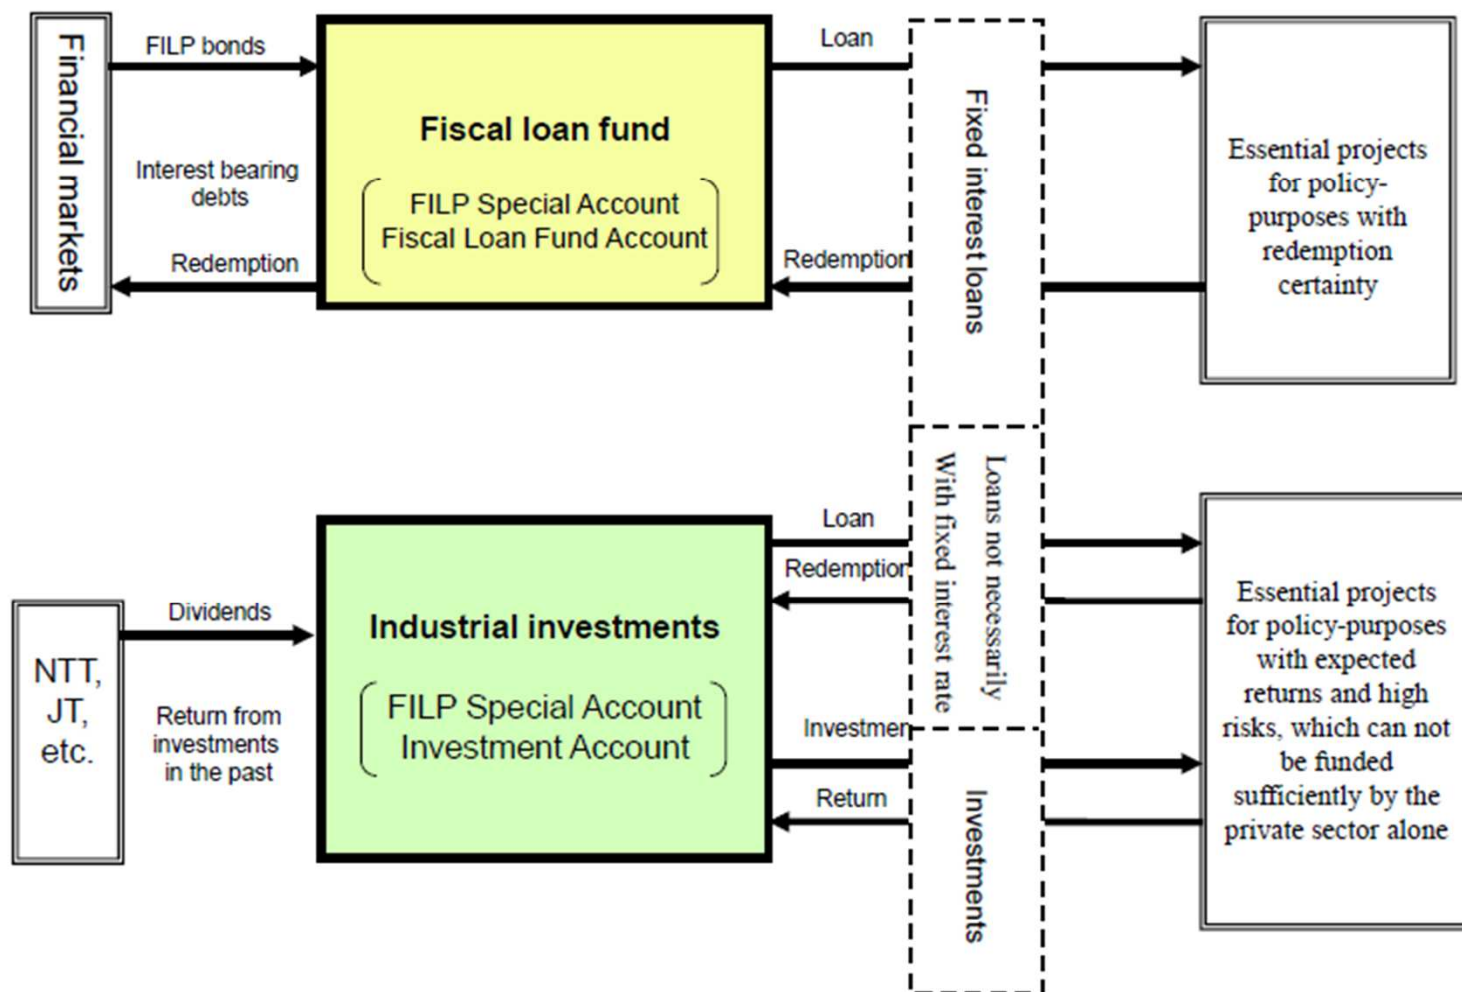 Financial markets
FILP bonds
Interest bearing
debts
Redemption
Fiscal loan fund
FILP Special Account
Fiscal Loan Fund Account
Loan
Redemption
Fixed interest loans
Essential projects
for policy-
purposes with
redemption
certainty
NTT,
JT,
etc.
Dividends
Return from
investments
in the past
Industrial investments
FILP Special Account
Investment Account
Loan
Redemption
Investmen
Return
Loans not necessarily
With fixed interest rate
Investments
Essential projects
for policy-purposes
with expected
returns and high
risks, which can not
be funded
sufficiently by the
private sector alone